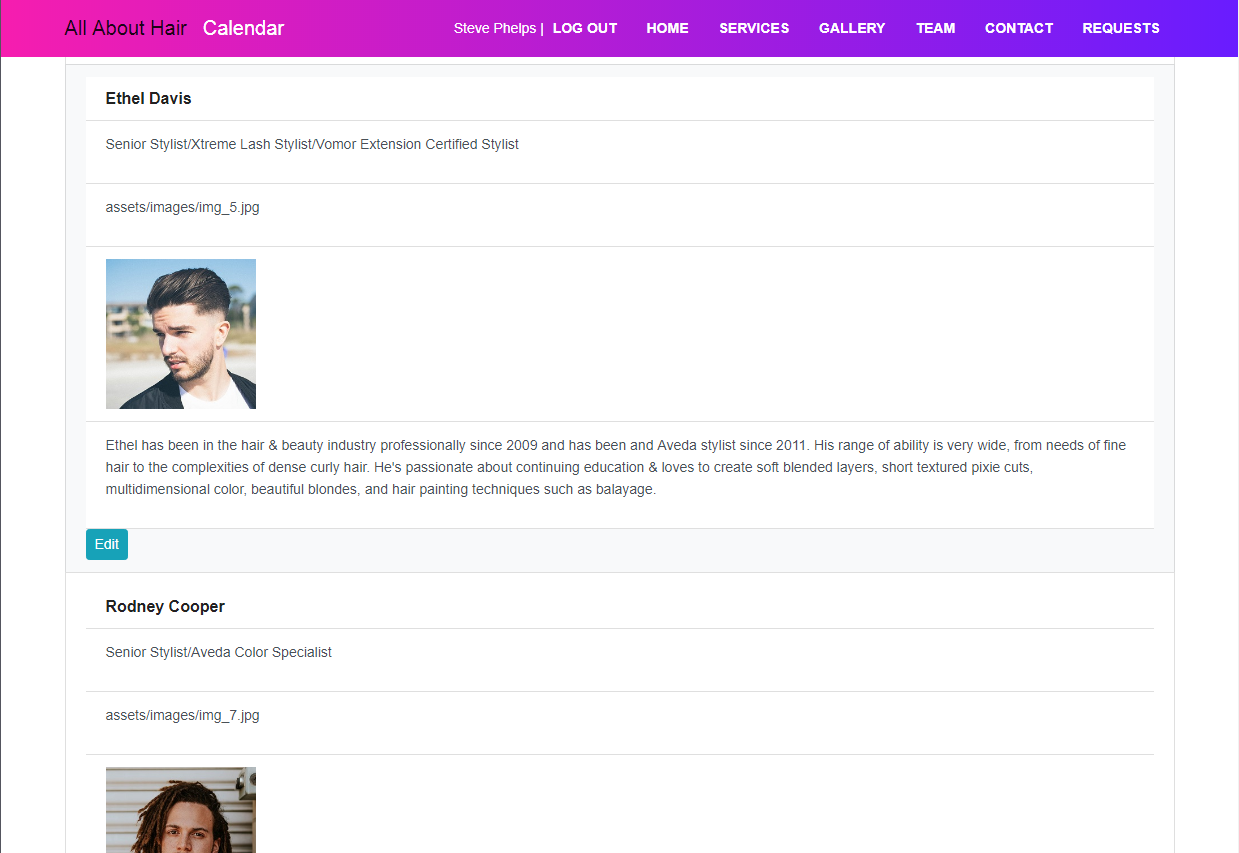 All About Hair Calendar Steve Phelps | LOG OUT HOME SERVICES GALLERY TEAM CONTACT REQUESTS
Ethel Davis
Senior Stylist/Xtreme Lash Stylist/Vomor Extension Certified Stylist
assets/images/img_5.jpg
Ethel has been in the hair & beauty industry professionally since 2009 and has been and Aveda stylist since 2011. His range of ability is very wide, from needs of fine
hair to the complexities of dense curly hair. He's passionate about continuing education & loves to create soft blended layers, short textured pixie cuts,
multidimensional color, beautiful blondes, and hair painting techniques such as balayage.
Edit
Rodney Cooper
Senior Stylist/Aveda Color Specialist
assets/images/img_7.jpg